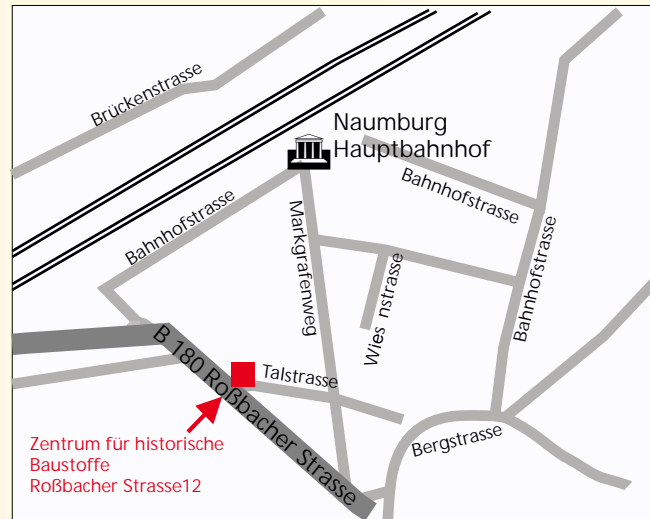 Brückenstrasse
Naumburg
Hauptbahnhof
Bahnhofstrasse
Bahnhofstrasse
Markgrafenweg
Bahnhofstrasse
Wies nstrasse
B 180 Roßbacher Strasse
Talstrasse
Bergstrasse
Zentrum für historische
Baustoffe
Roßbacher Strasse12